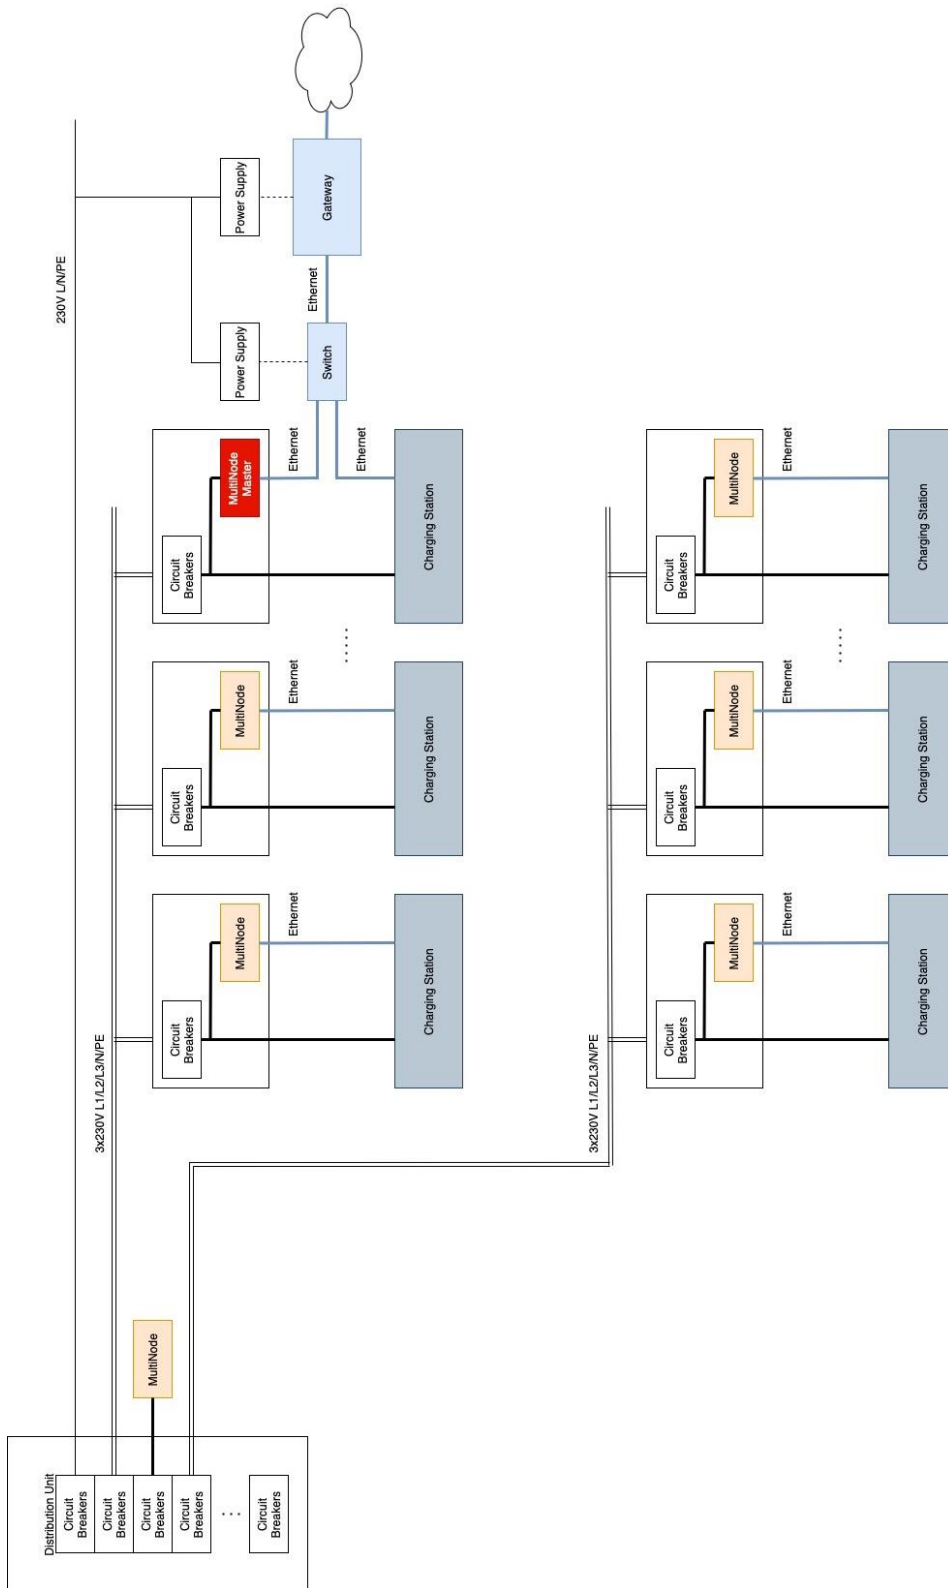 Distribution Unit
Circuit
Breakers
Circuit
Breakers
Circuit
Breakers
Circuit
Breakers
...
Circuit
Breakers
MultiNode
230V L/N/PE
3x230V L1/L2/L3/N/PE
Circuit
Breakers
MultiNode
Ethernet
Charging Station
Circuit
Breakers
MultiNode
Ethernet
Charging Station
.....
Circuit
Breakers
MultiNode
Master
Ethernet
Ethernet
Charging Station
Power Supply
Switch
Ethernet
Power Supply
Gateway
3x230V L1/L2/L3/N/PE
Circuit
Breakers
MultiNode
Ethernet
Charging Station
Circuit
Breakers
MultiNode
Ethernet
Charging Station
.....
Circuit
Breakers
MultiNode
Ethernet
Charging Station